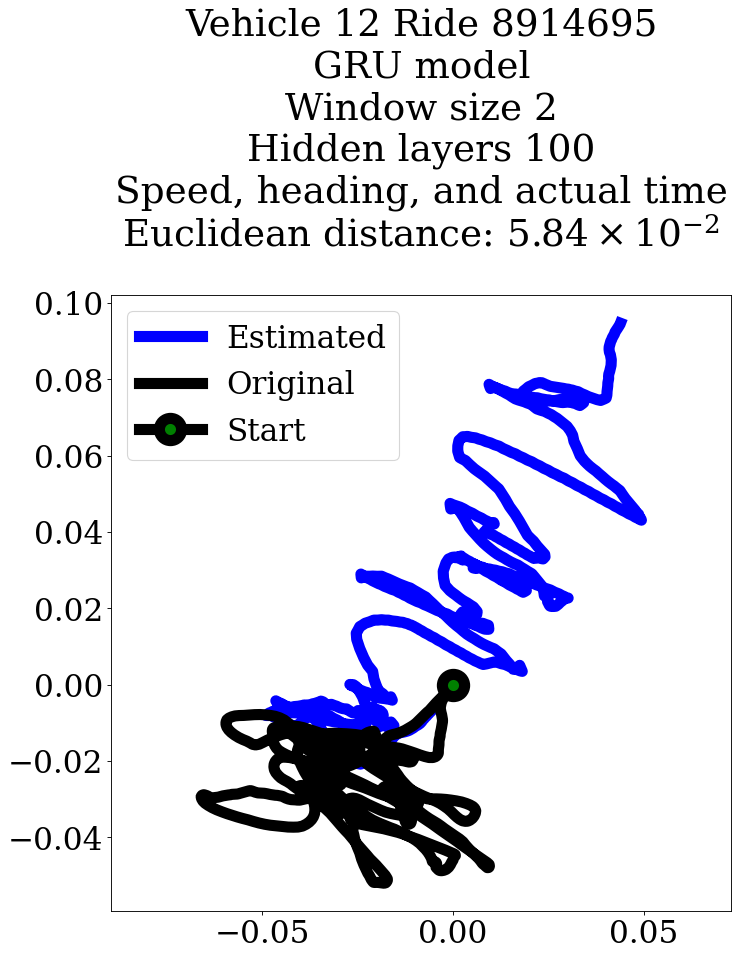 Vehicle 12 Ride 8914695
GRU model
Window size 2
Hidden layers 100
Speed, heading, and actual time
Euclidean distance: 5.84 × 10⁻²
0.10
0.08
0.06
0.04
0.02
0.00
−0.02
−0.04
Estimated
Original
Start
−0.05
0.00
0.05